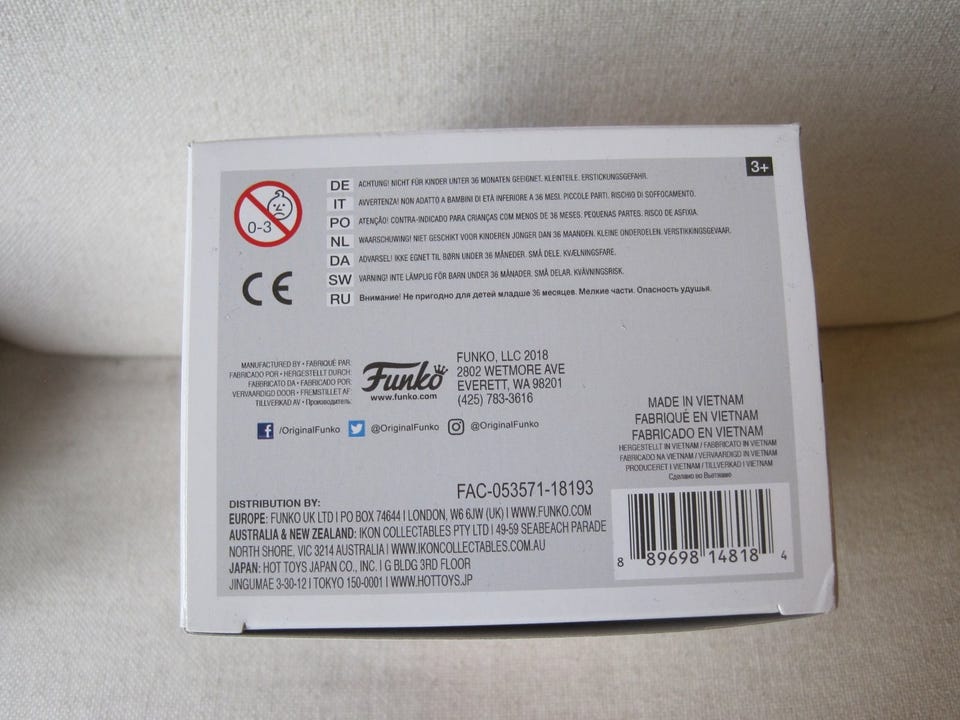 3+
0-3
CE
DE ACHTUNG! NICHT FÜR KINDER UNTER 36 MONATEN GEEIGNET. KLEINTEILE. ERSTICKUNGSGEFAHR.
IT AVVERTENZA! NON ADATTO A BAMBINI DI ETÀ INFERIORE A 36 MESI. PICCOLE PARTI. RISCHIO DI SOFFOCAMENTO.
PO ATENÇÃO! CONTRA-INDICADO PARA CRIANÇAS COM MENOS DE 36 MESES. PEQUENAS PARTES. RISCO DE ASFIXIA.
NL WAARSCHUWING! NIET GESCHIKT VOOR KINDEREN JONGER DAN 36 MAANDEN. KLEINE ONDERDELEN. VERSTIKKINGSGEVAAR.
DA ADVARSEL! IKKE EGNET TIL BØRN UNDER 36 MÅNEDER. SMÅ DELE. KVÆLNINGSFARE.
SW VARNING! INTE LÄMPLIG FÖR BARN UNDER 36 MÅNADER. SMÅ DELAR. KVÄVNINGSRISK.
RU Внимание! Не пригодно для детей младше 36 месяцев. Мелкие части. Опасность удушья.
MANUFACTURED BY • FABRIQUÉ PAR
FABRICADO POR • HERGESTELLT DURCH:
FABBRICATO DA • FABRICADO POR:
VERVAARDIGD DOOR • FREMSTILLET AF:
TILLVERKAD AV • Производитель:
Funko
www.funko.com
FUNKO, LLC 2018
2802 WETMORE AVE
EVERETT, WA 98201
(425) 783-3616
/OriginalFunko @OriginalFunko @OriginalFunko
MADE IN VIETNAM
FABRIQUÉ EN VIETNAM
FABRICADO EN VIETNAM
HERGESTELLT IN VIETNAM / FABBRICATO IN VIETNAM
FABRICADO NA VIETNAM / VERVAARDIGD IN VIETNAM
PRODUCERET I VIETNAM / TILLVERKAD I VIETNAM
Сделано во Вьетнаме
FAC-053571-18193
DISTRIBUTION BY:
EUROPE: FUNKO UK LTD | PO BOX 74644 | LONDON, W6 6JW (UK) | WWW.FUNKO.COM
AUSTRALIA & NEW ZEALAND: IKON COLLECTABLES PTY LTD | 49-59 SEABEACH PARADE
NORTH SHORE, VIC 3214 AUSTRALIA | WWW.IKONCOLLECTABLES.COM.AU
JAPAN: HOT TOYS JAPAN CO., INC. | G BLDG 3RD FLOOR
JINGUMAE 3-30-12 | TOKYO 150-0001 | WWW.HOTTOYS.JP
8 89698 14818 4